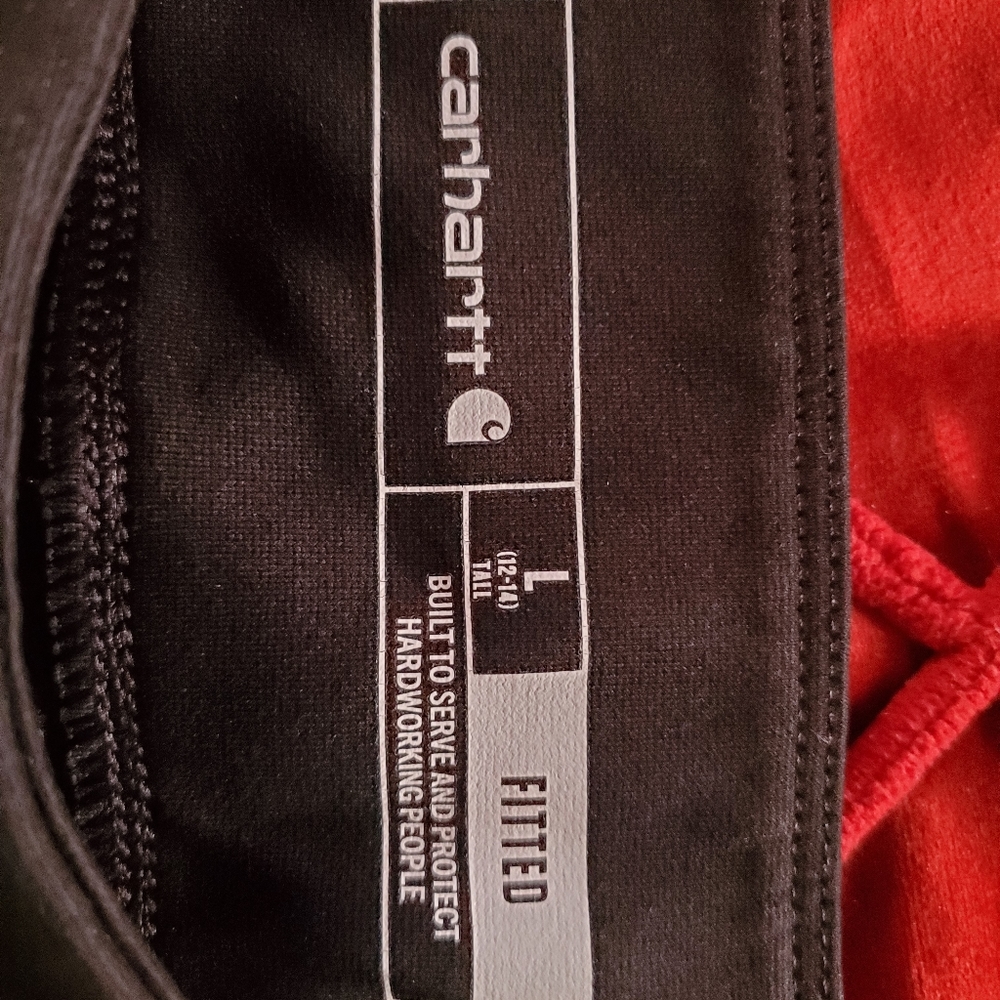 carhartt
L
(12-14)
TALL
FITTED
BUILT TO SERVE AND PROTECT
HARDWORKING PEOPLE